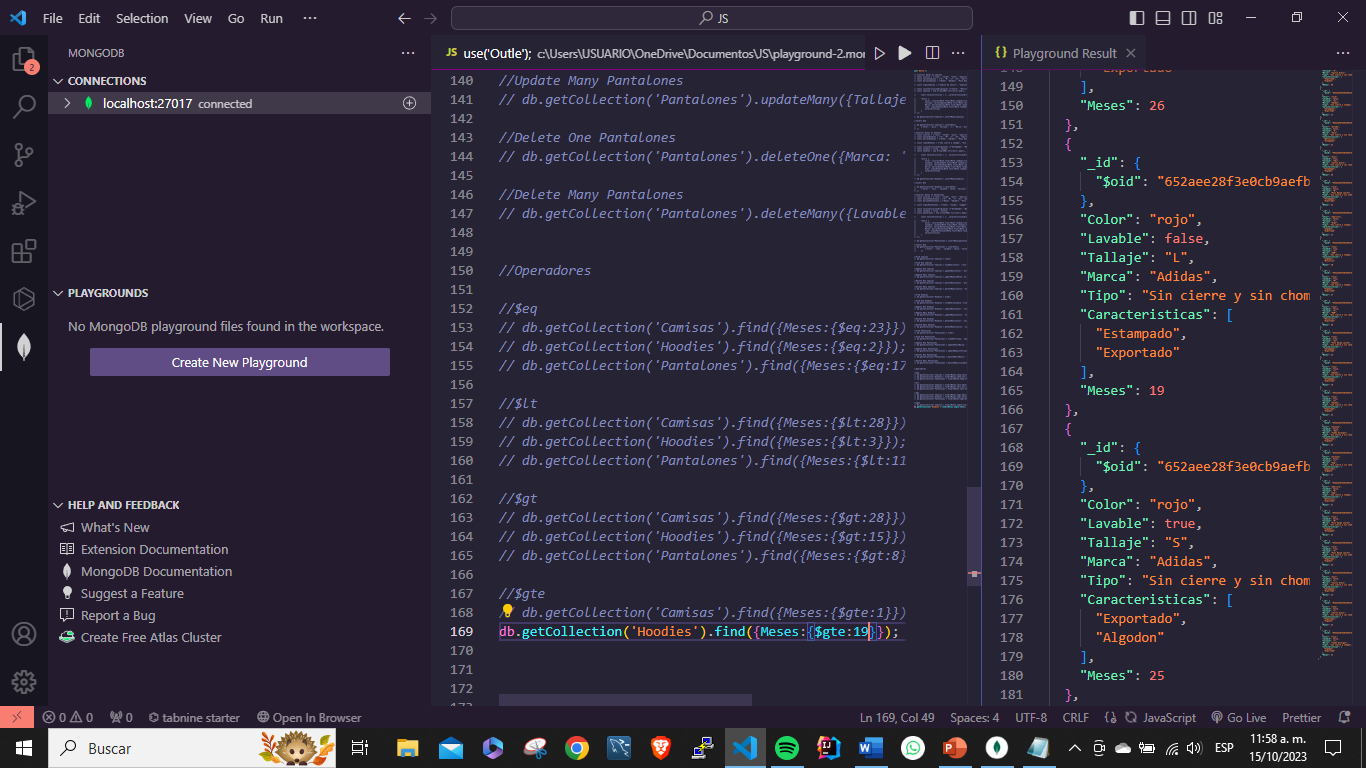 File Edit Selection View Go Run ··· JS
MONGODB ···
CONNECTIONS
localhost:27017 connected
PLAYGROUNDS
No MongoDB playground files found in the workspace.
Create New Playground
HELP AND FEEDBACK
What's New
Extension Documentation
MongoDB Documentation
Suggest a Feature
Report a Bug
Create Free Atlas Cluster
2
JS use('Outle'); c:\Users\USUARIO\OneDrive\Documentos\JS\playground-2.mon ···
140 //Update Many Pantalones
141 // db.getCollection('Pantalones').updateMany({Tallaje
142
143 //Delete One Pantalones
144 // db.getCollection('Pantalones').deleteOne({Marca: '
145
146 //Delete Many Pantalones
147 // db.getCollection('Pantalones').deleteMany({Lavable
148
149
150 //Operadores
151
152 //$eq
153 // db.getCollection('Camisas').find({Meses:{$eq:23}})
154 // db.getCollection('Hoodies').find({Meses:{$eq:2}});
155 // db.getCollection('Pantalones').find({Meses:{$eq:17
156
157 //$lt
158 // db.getCollection('Camisas').find({Meses:{$lt:28}})
159 // db.getCollection('Hoodies').find({Meses:{$lt:3}});
160 // db.getCollection('Pantalones').find({Meses:{$lt:11
161
162 //$gt
163 // db.getCollection('Camisas').find({Meses:{$gt:28}})
164 // db.getCollection('Hoodies').find({Meses:{$gt:15}})
165 // db.getCollection('Pantalones').find({Meses:{$gt:8}
166
167 //$gte
168 / db.getCollection('Camisas').find({Meses:{$gte:1}})
169 db.getCollection('Hoodies').find({Meses:{$gte:19}});
170
171
172
{} Playground Result ···
"Exportado"
149 ],
150 "Meses": 26
151 },
152 {
153 "_id": {
154 "$oid": "652aee28f3e0cb9aefb
155 },
156 "Color": "rojo",
157 "Lavable": false,
158 "Tallaje": "L",
159 "Marca": "Adidas",
160 "Tipo": "Sin cierre y sin chom
161 "Caracteristicas": [
162 "Estampado",
163 "Exportado"
164 ],
165 "Meses": 19
166 },
167 {
168 "_id": {
169 "$oid": "652aee28f3e0cb9aefb
170 },
171 "Color": "rojo",
172 "Lavable": true,
173 "Tallaje": "S",
174 "Marca": "Adidas",
175 "Tipo": "Sin cierre y sin chom
176 "Caracteristicas": [
177 "Exportado",
178 "Algodon"
179 ],
180 "Meses": 25
181 },
0 0 0 tabnine starter Open In Browser Ln 169, Col 49 Spaces: 4 UTF-8 CRLF {} JavaScript Go Live Prettier
Buscar ESP 11:58 a. m.
15/10/2023